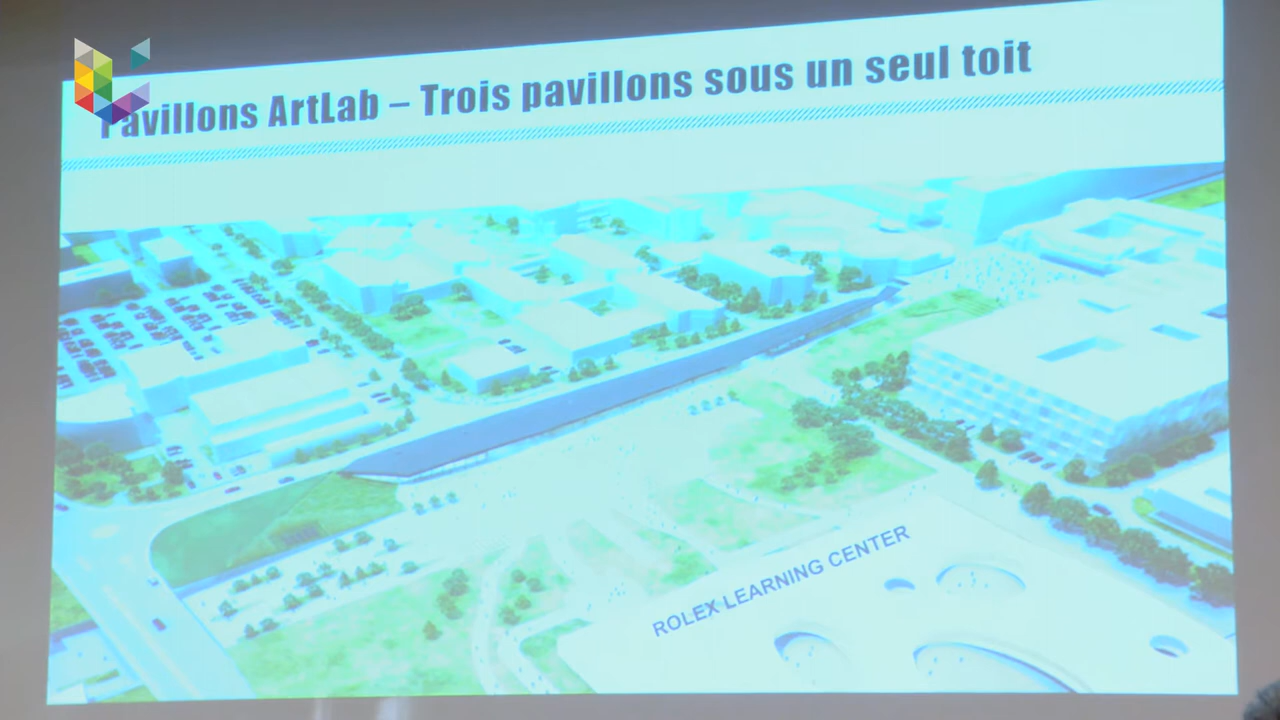 Pavillons ArtLab – Trois pavillons sous un seul toit
ROLEX LEARNING CENTER